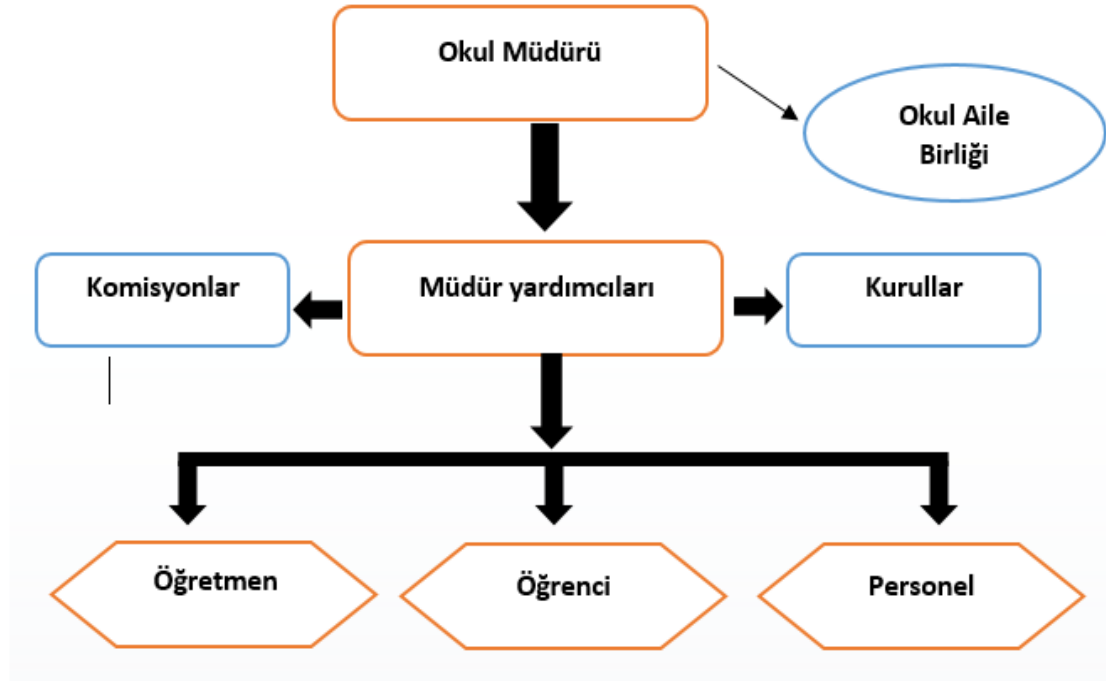 Okul Müdürü
Okul Aile
Birliği
Komisyonlar
Müdür yardımcıları
Kurullar
Öğretmen
Öğrenci
Personel